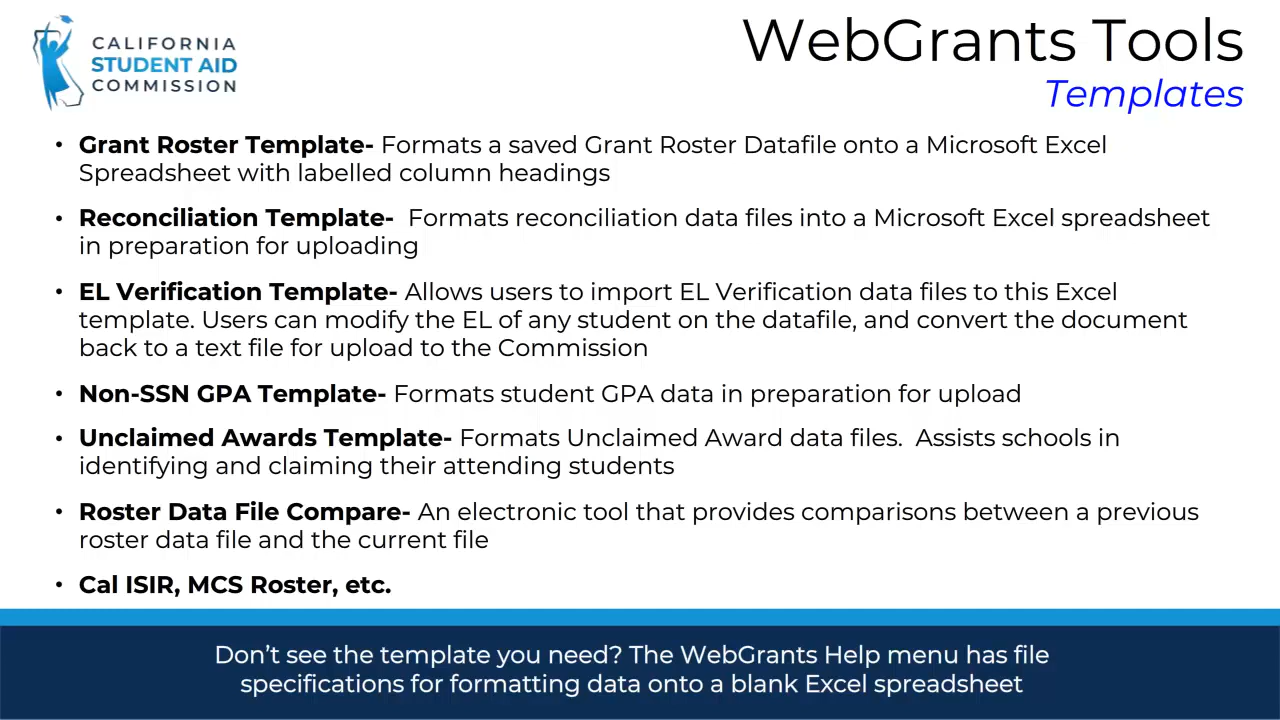 CALIFORNIA
STUDENT AID
COMMISSION
WebGrants Tools
Templates
• Grant Roster Template- Formats a saved Grant Roster Datafile onto a Microsoft Excel
Spreadsheet with labelled column headings
• Reconciliation Template-  Formats reconciliation data files into a Microsoft Excel spreadsheet
in preparation for uploading
• EL Verification Template- Allows users to import EL Verification data files to this Excel
template. Users can modify the EL of any student on the datafile, and convert the document
back to a text file for upload to the Commission
• Non-SSN GPA Template- Formats student GPA data in preparation for upload
• Unclaimed Awards Template- Formats Unclaimed Award data files.  Assists schools in
identifying and claiming their attending students
• Roster Data File Compare- An electronic tool that provides comparisons between a previous
roster data file and the current file
• Cal ISIR, MCS Roster, etc.
Don’t see the template you need? The WebGrants Help menu has file
specifications for formatting data onto a blank Excel spreadsheet